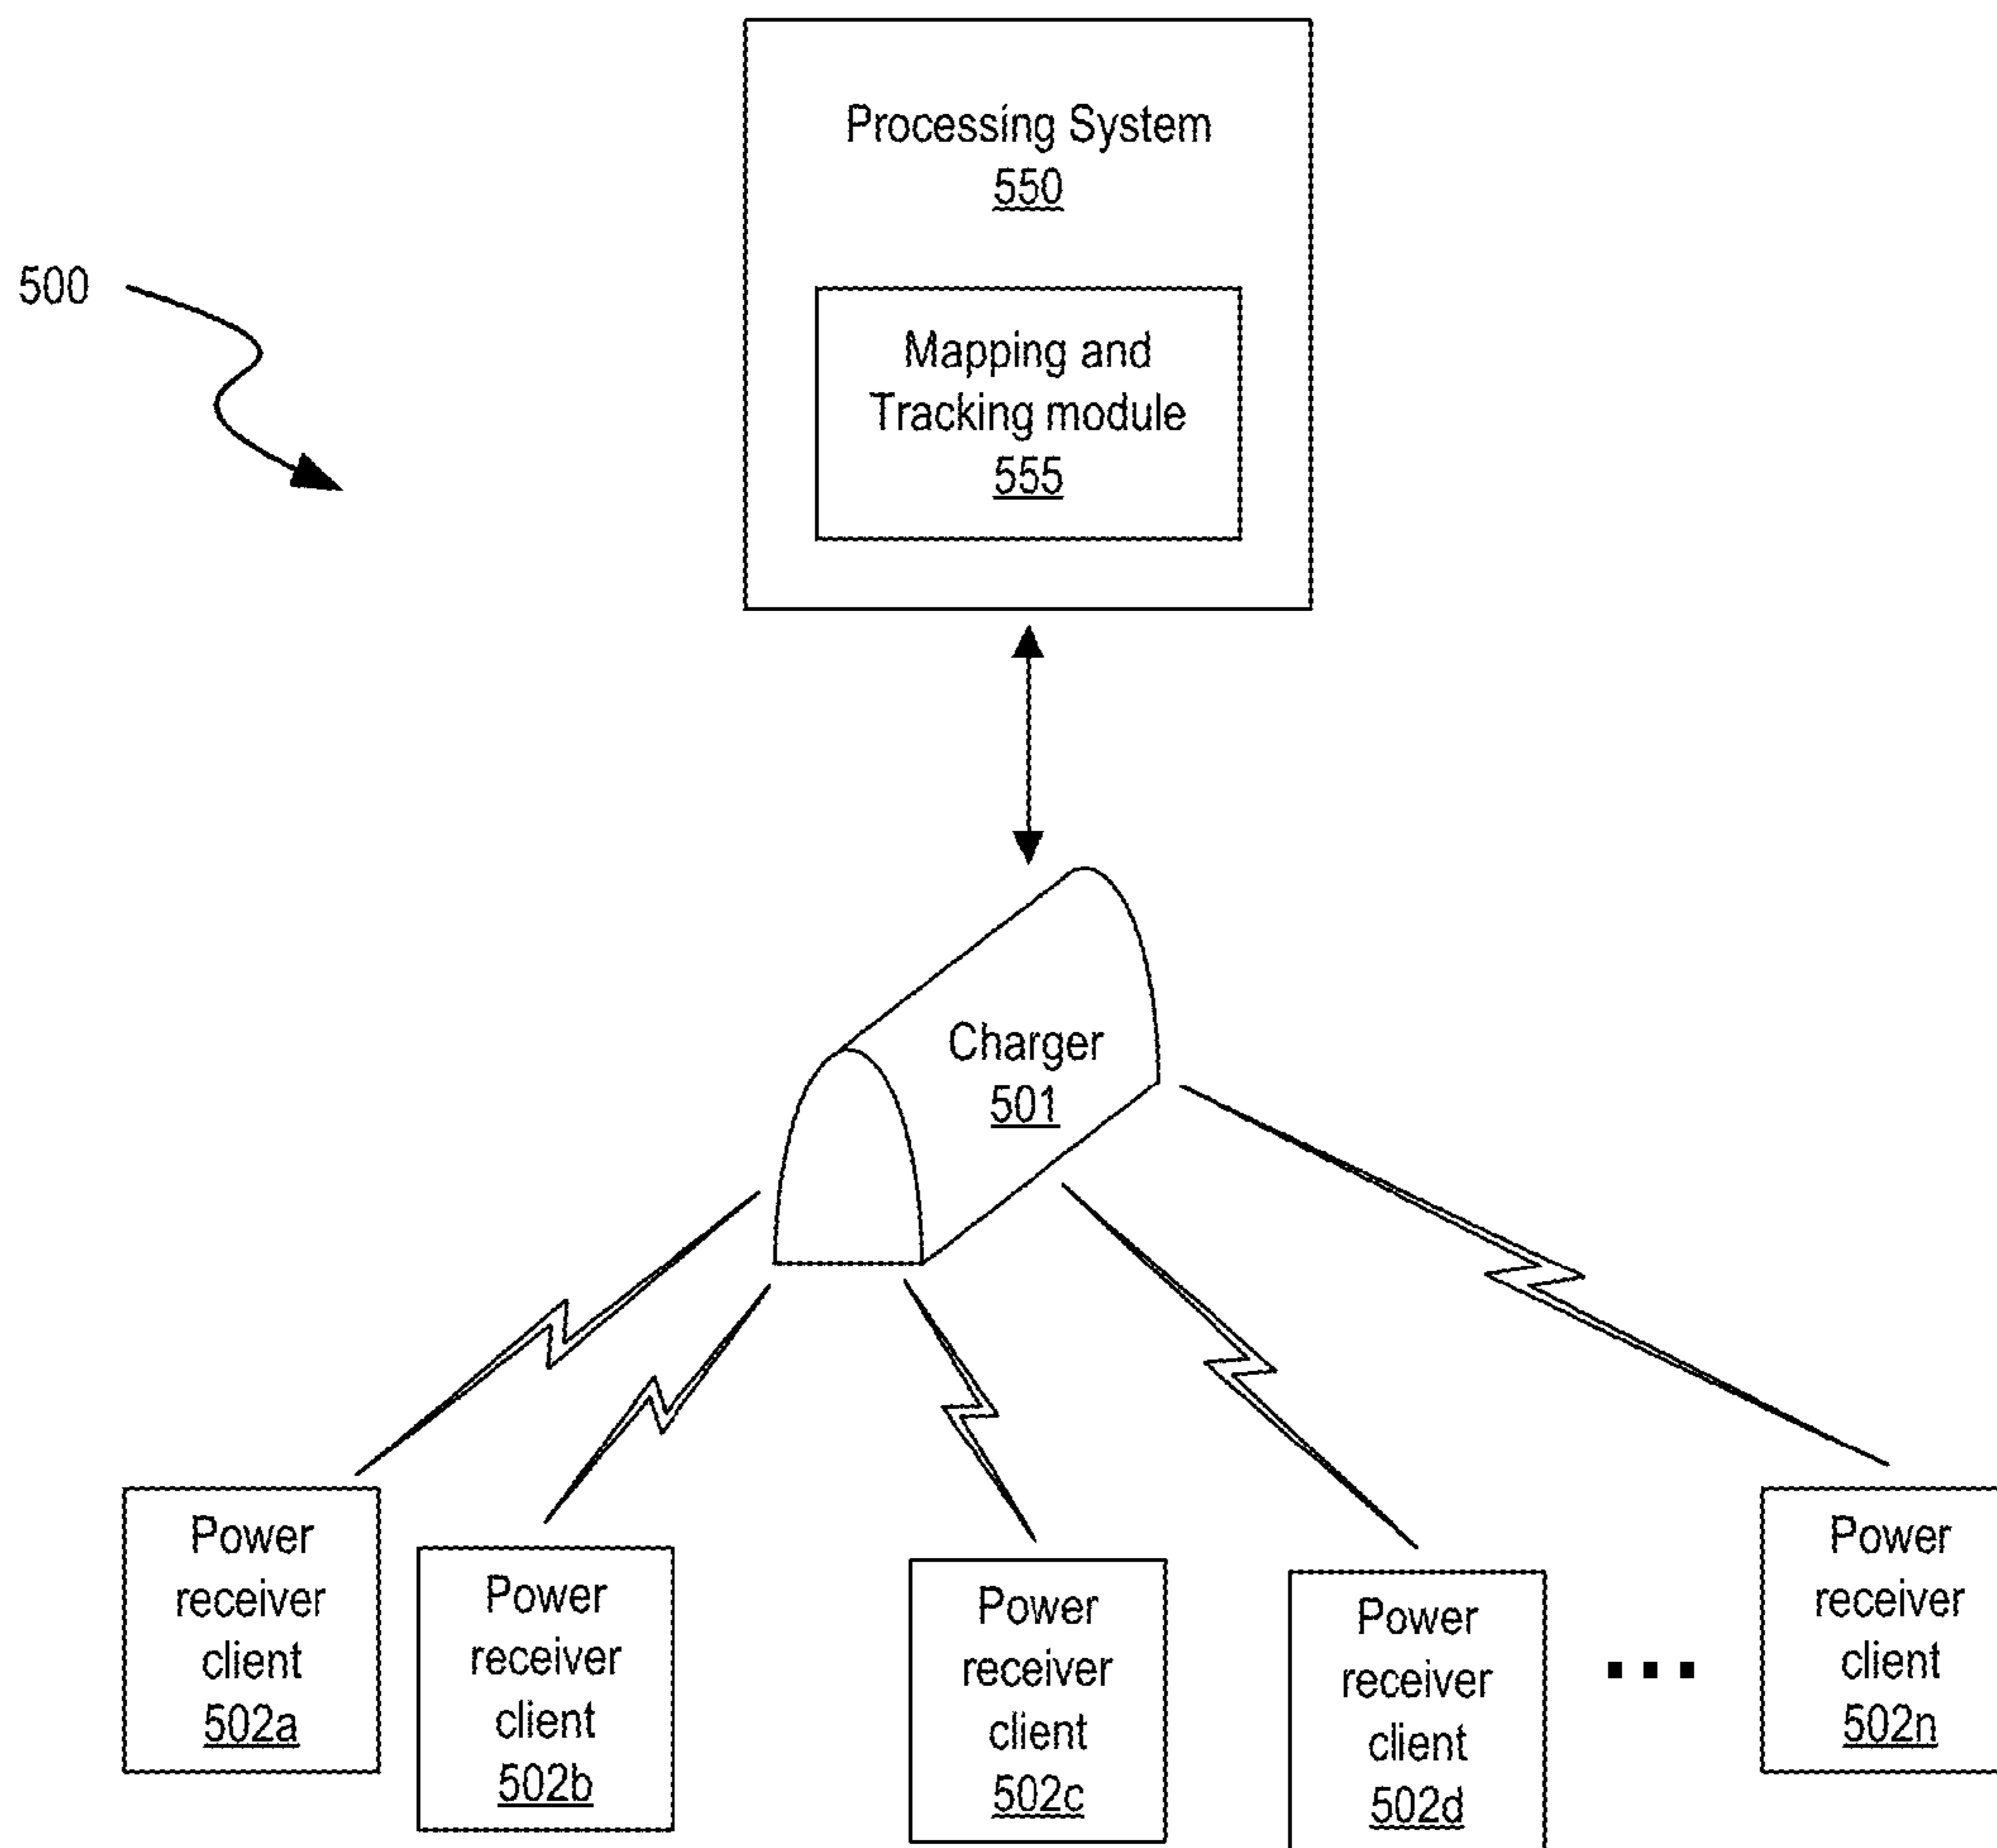 Processing System
550
500
Mapping and
Tracking module
555
Charger
501
Power
receiver
client
502a
Power
receiver
client
502b
Power
receiver
client
502c
Power
receiver
client
502d
...
Power
receiver
client
502n